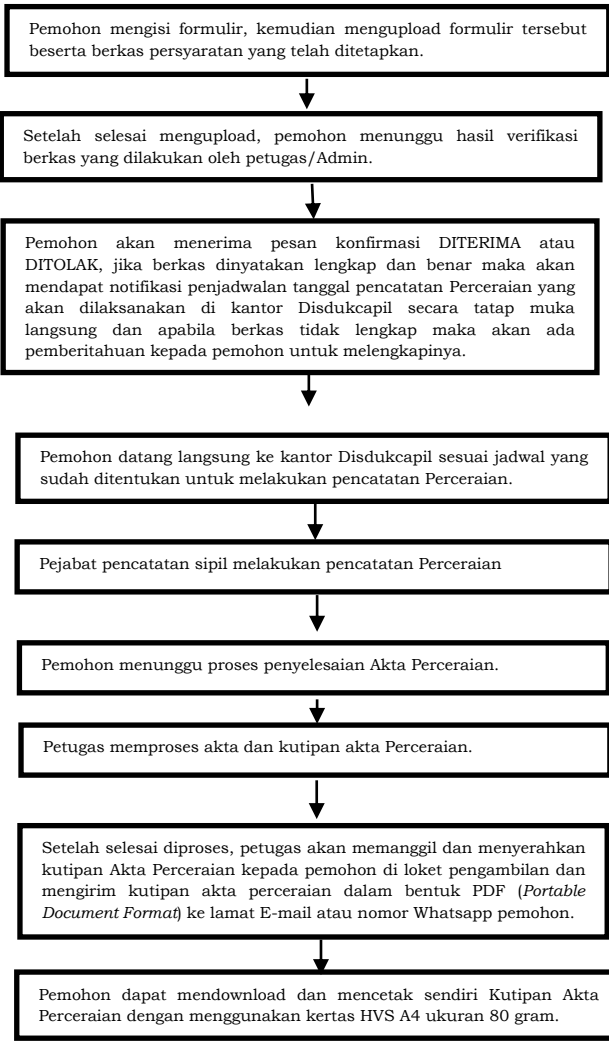 Pemohon mengisi formulir, kemudian mengupload formulir tersebut
beserta berkas persyaratan yang telah ditetapkan.
Setelah selesai mengupload, pemohon menunggu hasil verifikasi
berkas yang dilakukan oleh petugas/Admin.
Pemohon akan menerima pesan konfirmasi DITERIMA atau
DITOLAK, jika berkas dinyatakan lengkap dan benar maka akan
mendapat notifikasi penjadwalan tanggal pencatatan Perceraian yang
akan dilaksanakan di kantor Disdukcapil secara tatap muka
langsung dan apabila berkas tidak lengkap maka akan ada
pemberitahuan kepada pemohon untuk melengkapinya.
Pemohon datang langsung ke kantor Disdukcapil sesuai jadwal yang
sudah ditentukan untuk melakukan pencatatan Perceraian.
Pejabat pencatatan sipil melakukan pencatatan Perceraian
Pemohon menunggu proses penyelesaian Akta Perceraian.
Petugas memproses akta dan kutipan akta Perceraian.
Setelah selesai diproses, petugas akan memanggil dan menyerahkan
kutipan Akta Perceraian kepada pemohon di loket pengambilan dan
mengirim kutipan akta perceraian dalam bentuk PDF (Portable
Document Format) ke lamat E-mail atau nomor Whatsapp pemohon.
Pemohon dapat mendownload dan mencetak sendiri Kutipan Akta
Perceraian dengan menggunakan kertas HVS A4 ukuran 80 gram.